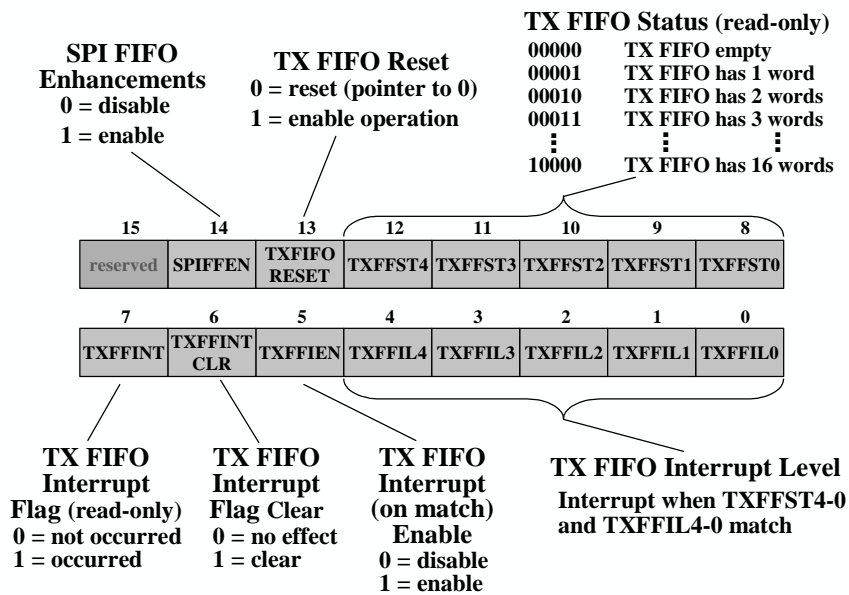 TX FIFO Status (read-only)
00000 TX FIFO empty
00001 TX FIFO has 1 word
00010 TX FIFO has 2 words
00011 TX FIFO has 3 words
10000 TX FIFO has 16 words
SPI FIFO
Enhancements
0 = disable
1 = enable
TX FIFO Reset
0 = reset (pointer to 0)
1 = enable operation
15 14 13 12 11 10 9 8
reserved SPIFFEN TXFIFO RESET TXFFST4 TXFFST3 TXFFST2 TXFFST1 TXFFST0
7 6 5 4 3 2 1 0
TXFFINT TXFFINT CLR TXFFIEN TXFFIL4 TXFFIL3 TXFFIL2 TXFFIL1 TXFFIL0
TX FIFO
Interrupt
Flag (read-only)
0 = not occurred
1 = occurred
TX FIFO
Interrupt
Flag Clear
0 = no effect
1 = clear
TX FIFO
Interrupt
(on match)
Enable
0 = disable
1 = enable
TX FIFO Interrupt Level
Interrupt when TXFFST4-0
and TXFFIL4-0 match